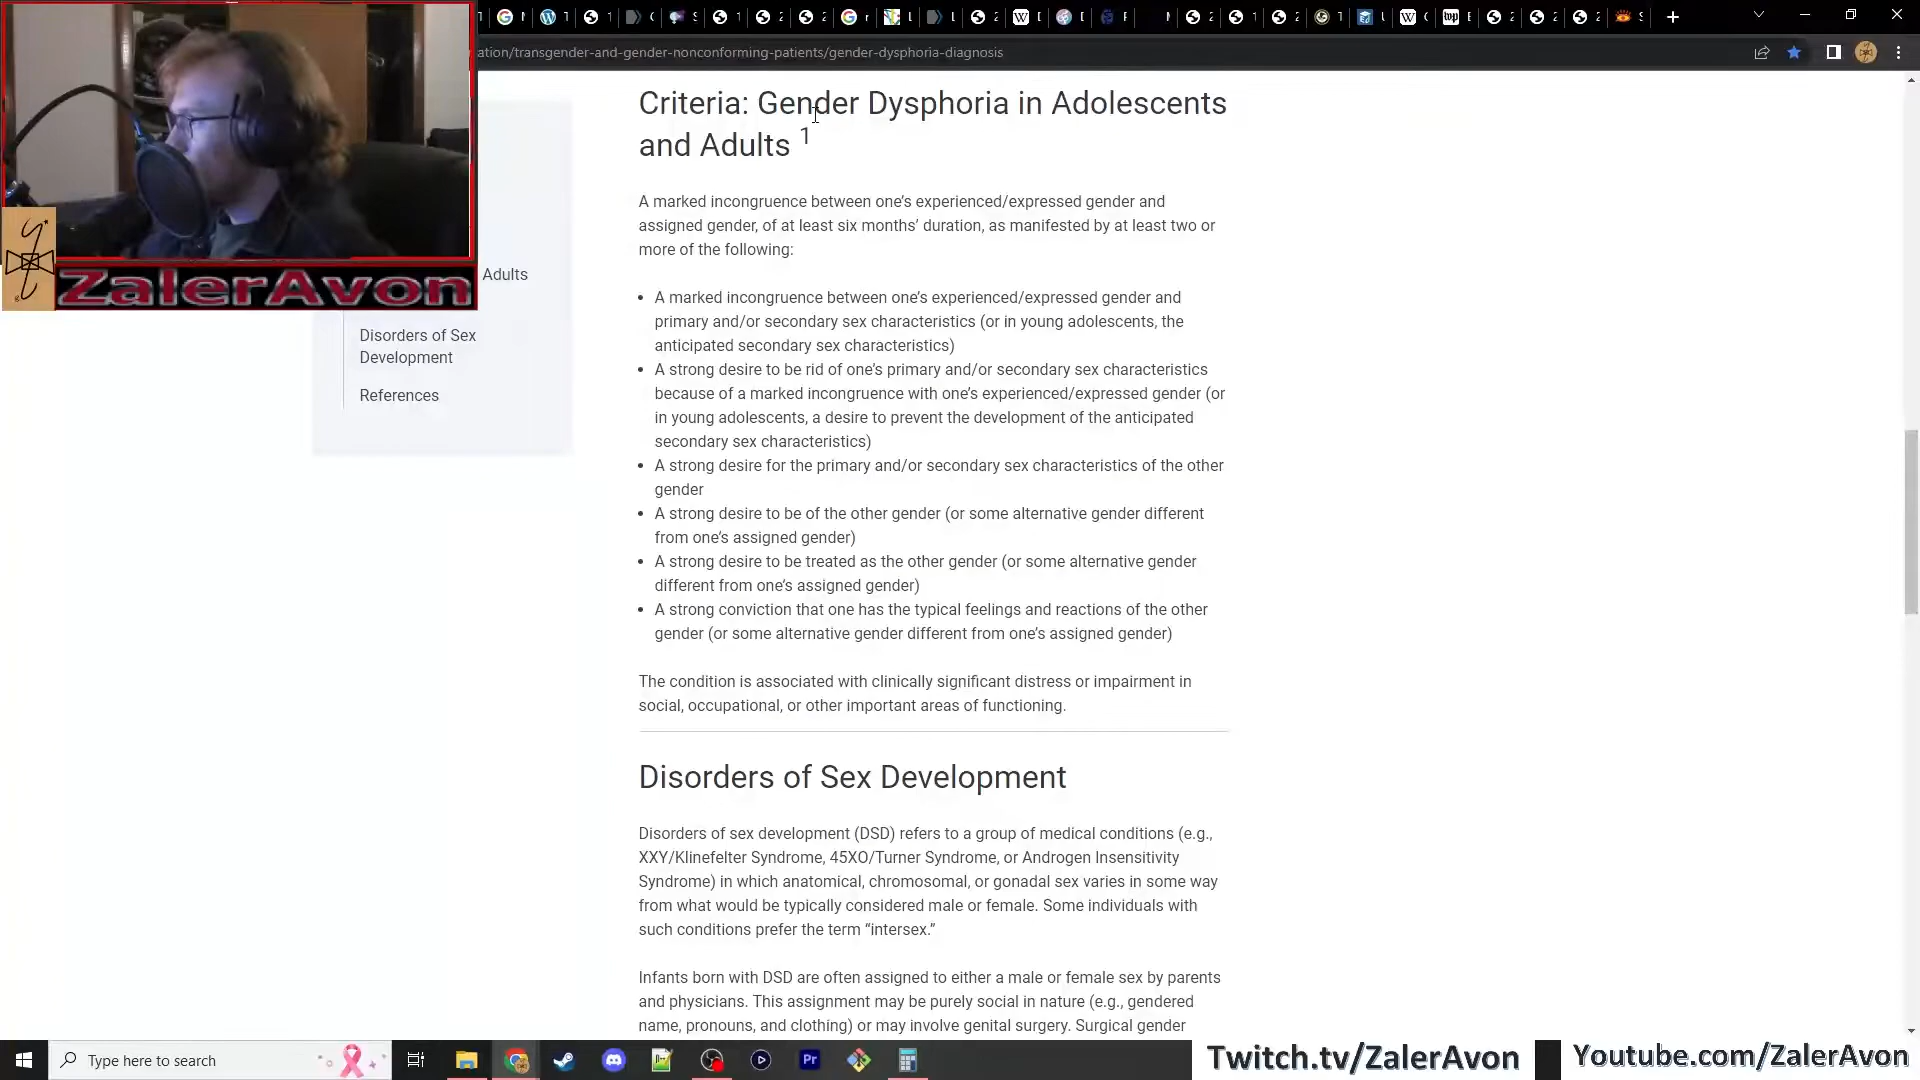 ation/transgender-and-gender-nonconforming-patients/gender-dysphoria-diagnosis
ZalerAvon
Adults
Disorders of Sex
Development
References
Criteria: Gender Dysphoria in Adolescents
and Adults 1
A marked incongruence between one’s experienced/expressed gender and
assigned gender, of at least six months’ duration, as manifested by at least two or
more of the following:
• A marked incongruence between one’s experienced/expressed gender and
primary and/or secondary sex characteristics (or in young adolescents, the
anticipated secondary sex characteristics)
• A strong desire to be rid of one’s primary and/or secondary sex characteristics
because of a marked incongruence with one’s experienced/expressed gender (or
in young adolescents, a desire to prevent the development of the anticipated
secondary sex characteristics)
• A strong desire for the primary and/or secondary sex characteristics of the other
gender
• A strong desire to be of the other gender (or some alternative gender different
from one’s assigned gender)
• A strong desire to be treated as the other gender (or some alternative gender
different from one’s assigned gender)
• A strong conviction that one has the typical feelings and reactions of the other
gender (or some alternative gender different from one’s assigned gender)
The condition is associated with clinically significant distress or impairment in
social, occupational, or other important areas of functioning.
Disorders of Sex Development
Disorders of sex development (DSD) refers to a group of medical conditions (e.g.,
XXY/Klinefelter Syndrome, 45XO/Turner Syndrome, or Androgen Insensitivity
Syndrome) in which anatomical, chromosomal, or gonadal sex varies in some way
from what would be typically considered male or female. Some individuals with
such conditions prefer the term “intersex.”
Infants born with DSD are often assigned to either a male or female sex by parents
and physicians. This assignment may be purely social in nature (e.g., gendered
name, pronouns, and clothing) or may involve genital surgery. Surgical gender
Type here to search
Pr
Twitch.tv/ZalerAvon
Youtube.com/ZalerAvon